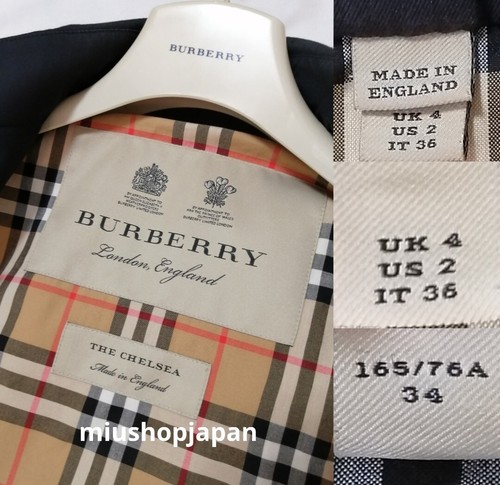 BURBERRY
BURBERRY
London, England
THE CHELSEA
Made in England
miushopjapan
MADE IN
ENGLAND
UK 4
US 2
IT 36
UK 4
US 2
IT 36
165/76A
34